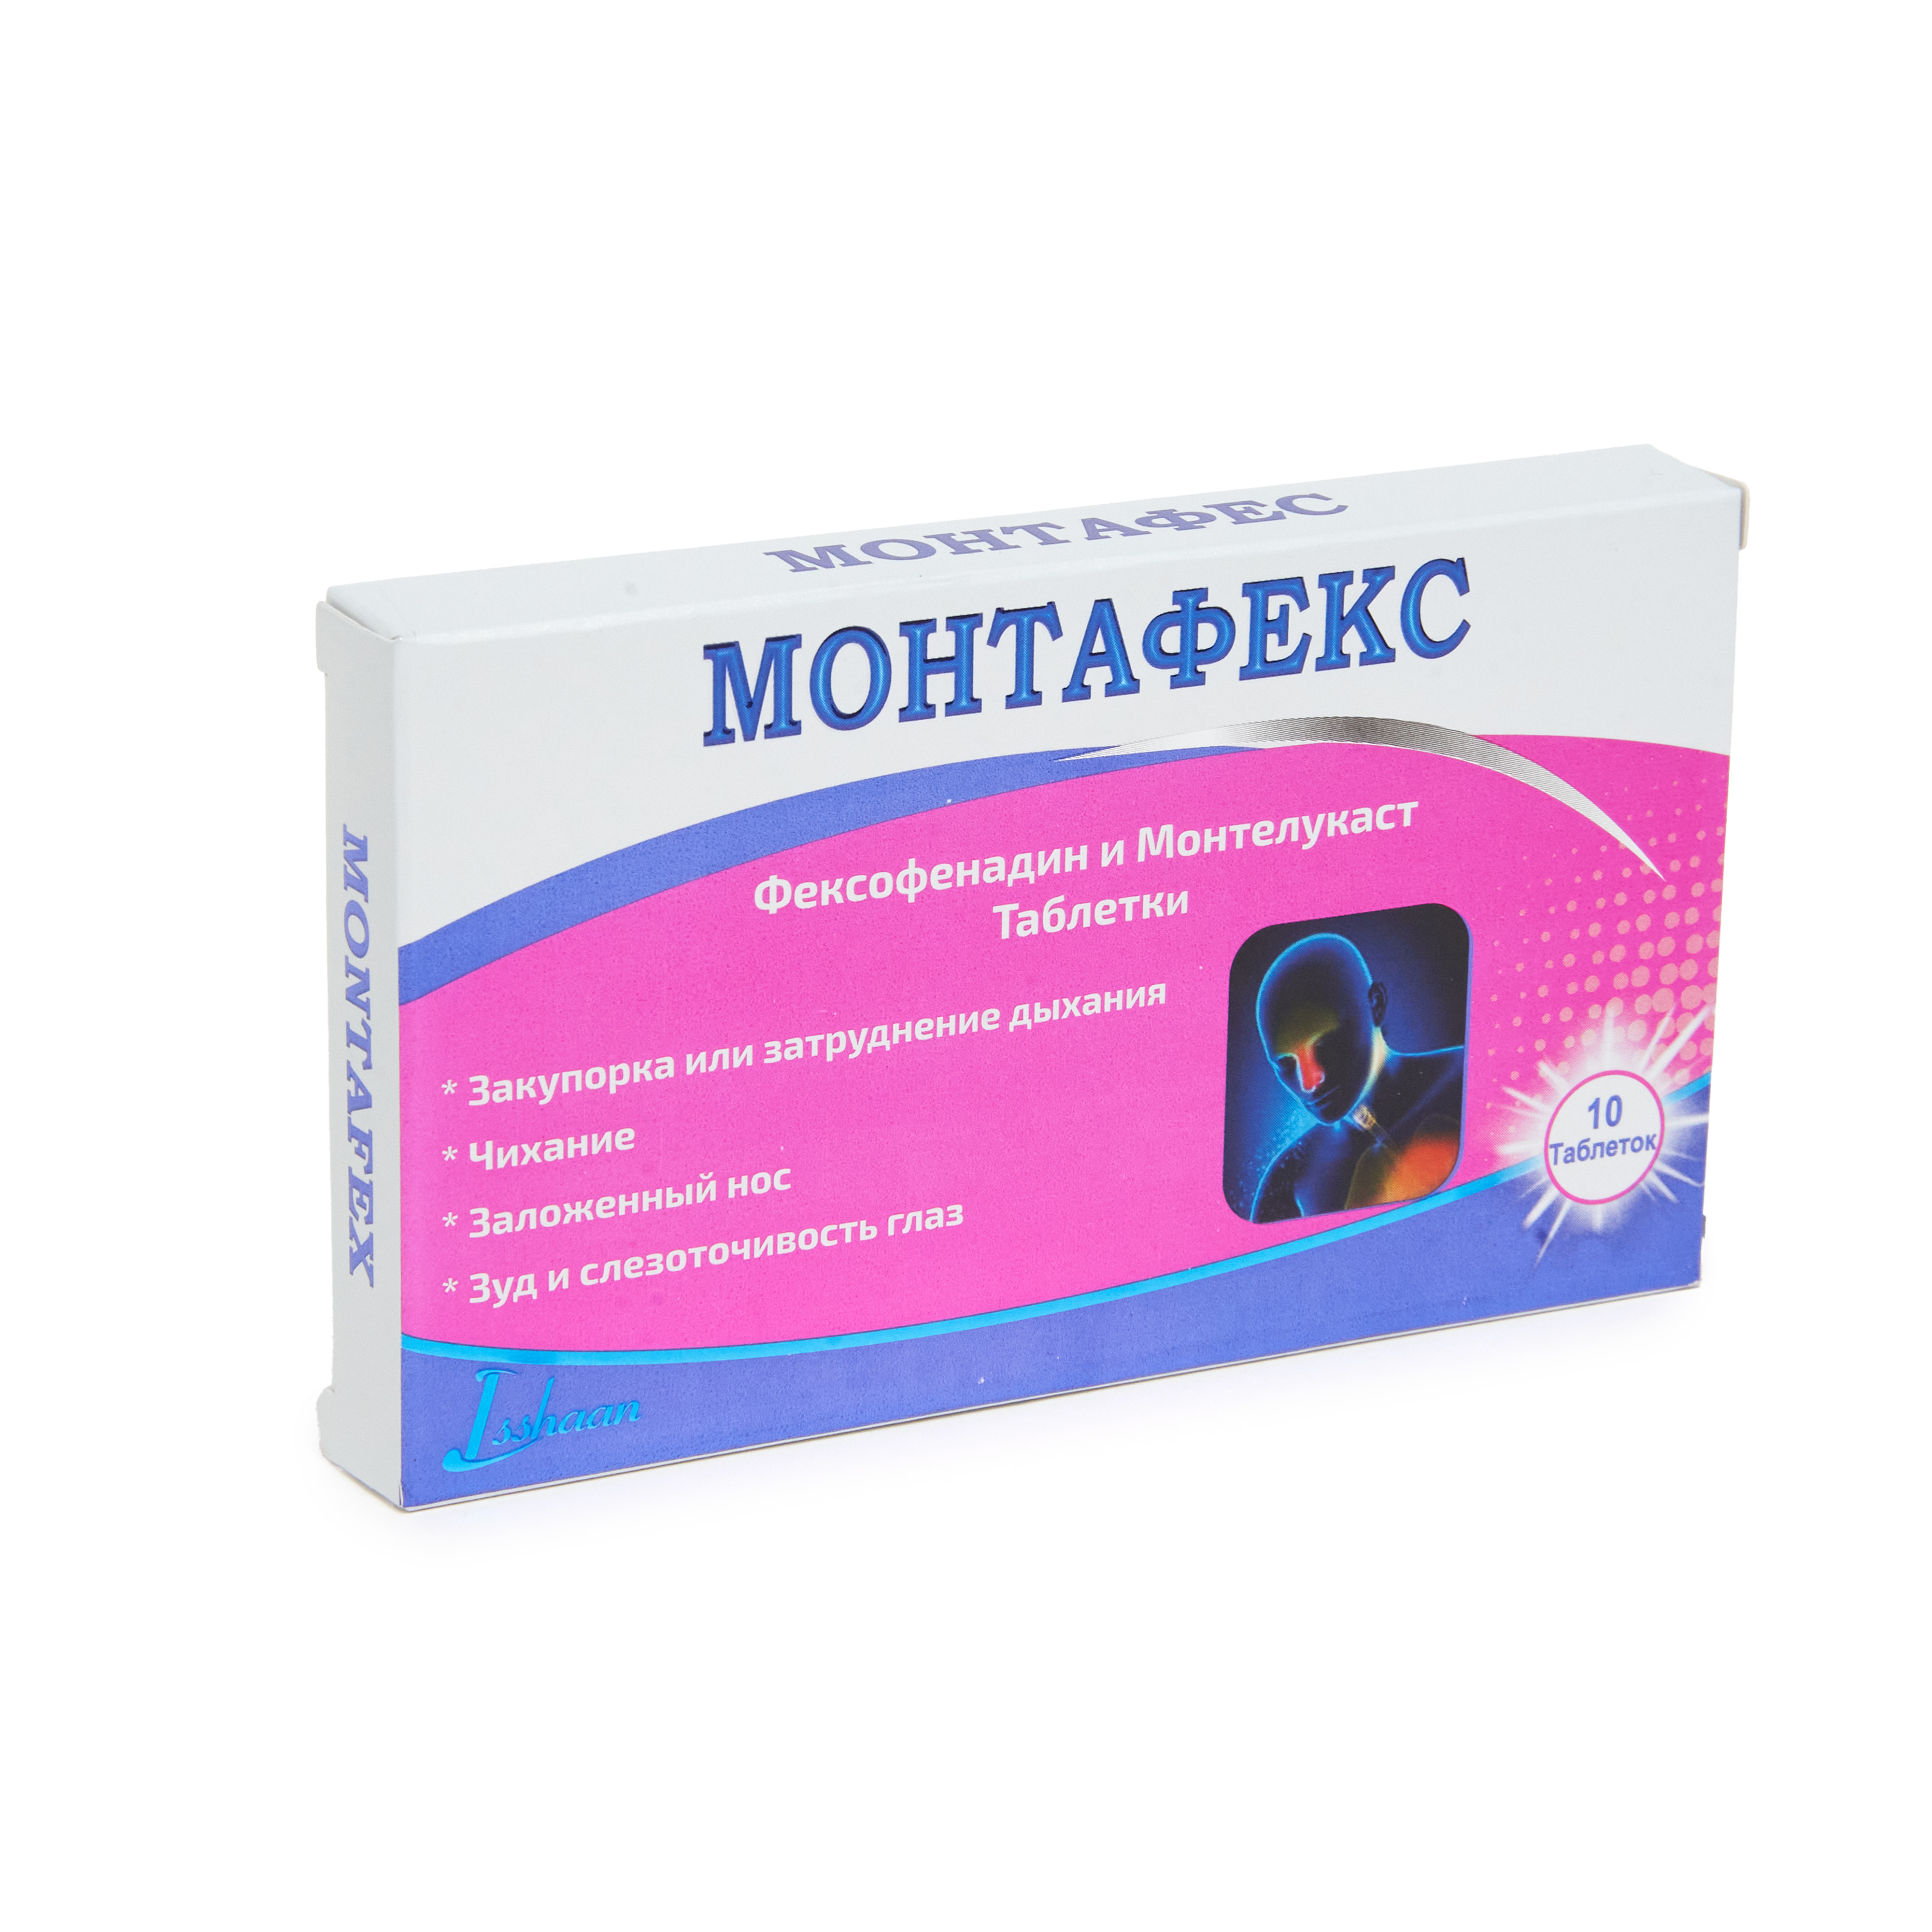 МОНТАФЕС
МОНТАФЕКС
MONTAFEX
Фексофенадин и Монтелукаст
Таблетки
* Закупорка или затруднение дыхания
* Чихание
* Заложенный нос
* Зуд и слезоточивость глаз
10
Таблеток
Isshaan